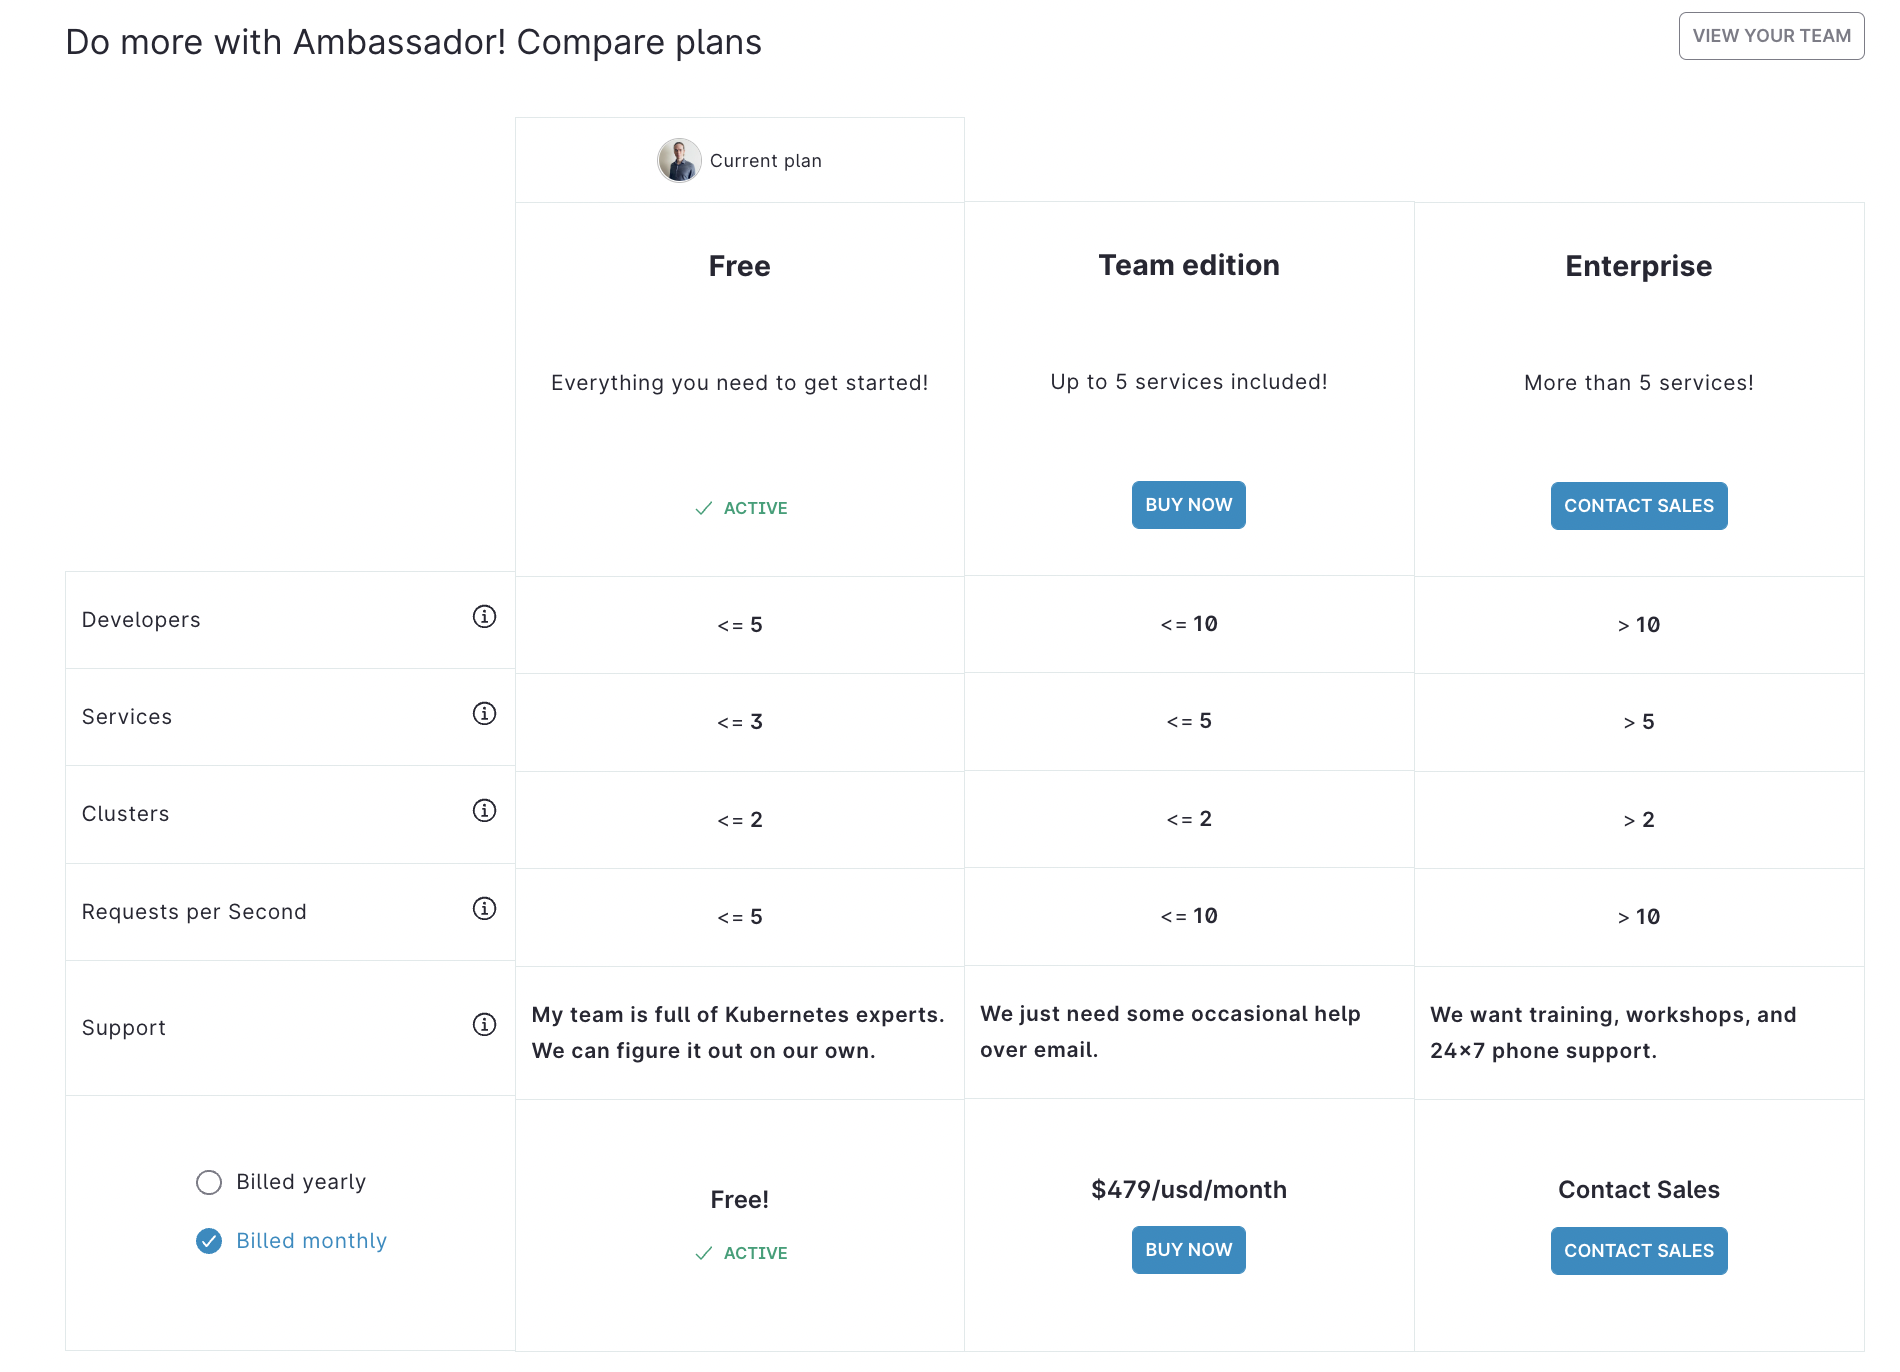 Do more with Ambassador! Compare plans
VIEW YOUR TEAM
Current plan
Free
Team edition
Enterprise
Everything you need to get started!
Up to 5 services included!
More than 5 services!
ACTIVE
BUY NOW
CONTACT SALES
Developers
<= 5
<= 10
> 10
Services
<= 3
<= 5
> 5
Clusters
<= 2
<= 2
> 2
Requests per Second
<= 5
<= 10
> 10
Support
My team is full of Kubernetes experts.
We can figure it out on our own.
We just need some occasional help
over email.
We want training, workshops, and
24×7 phone support.
Billed yearly
Billed monthly
Free!
ACTIVE
$479/usd/month
BUY NOW
Contact Sales
CONTACT SALES